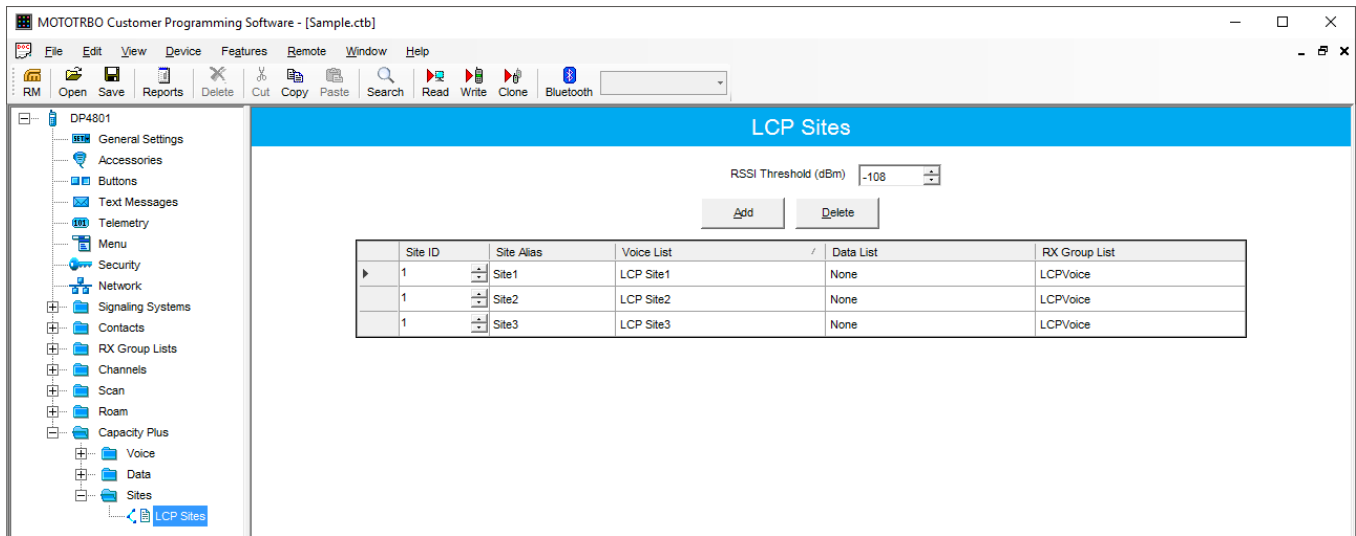 MOTOTRBO Customer Programming Software - [Sample.ctb]
File Edit View Device Features Remote Window Help
RM Open Save Reports Delete Cut Copy Paste Search Read Write Clone Bluetooth
DP4801
General Settings
Accessories
Buttons
Text Messages
Telemetry
Menu
Security
Network
Signaling Systems
Contacts
RX Group Lists
Channels
Scan
Roam
Capacity Plus
Voice
Data
Sites
LCP Sites
LCP Sites
RSSI Threshold (dBm) -108
Add Delete
Site ID Site Alias Voice List / Data List RX Group List
1 Site1 LCP Site1 None LCPVoice
1 Site2 LCP Site2 None LCPVoice
1 Site3 LCP Site3 None LCPVoice